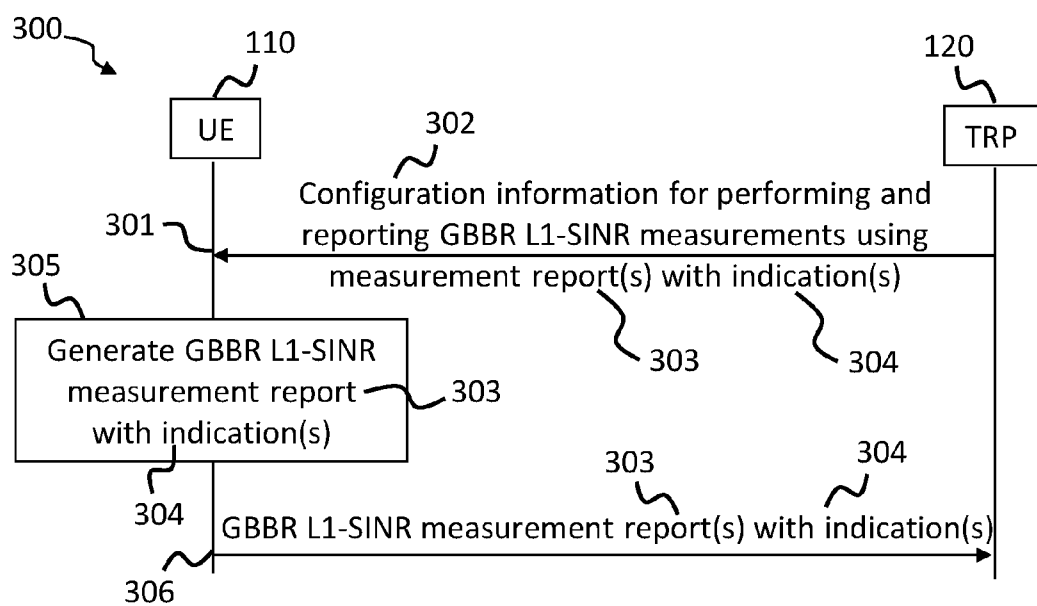 300
110
120
UE
TRP
302
Configuration information for performing and
reporting GBBR L1-SINR measurements using
measurement report(s) with indication(s)
301
305
303
304
Generate GBBR L1-SINR
measurement report
with indication(s)
303
304
303
304
GBBR L1-SINR measurement report(s) with indication(s)
306